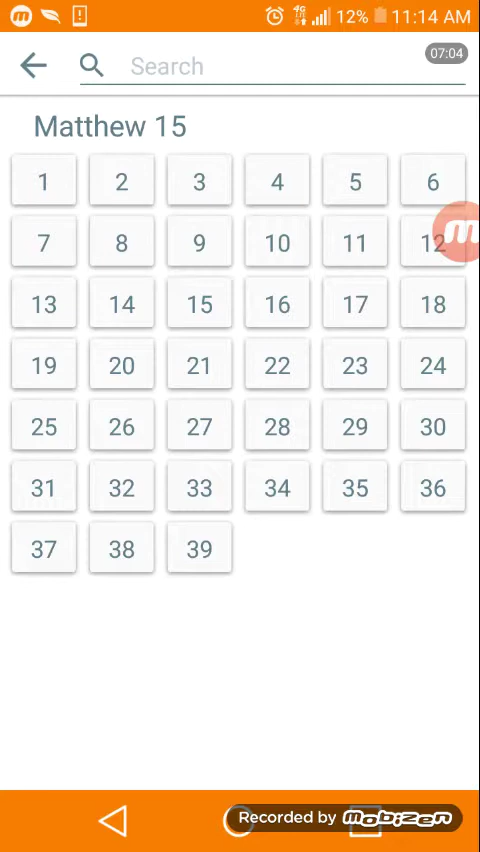 m 4G LTE 12% 11:14 AM
Search 07:04
Matthew 15
1 2 3 4 5 6
7 8 9 10 11 12 m
13 14 15 16 17 18
19 20 21 22 23 24
25 26 27 28 29 30
31 32 33 34 35 36
37 38 39
Recorded by mobizen